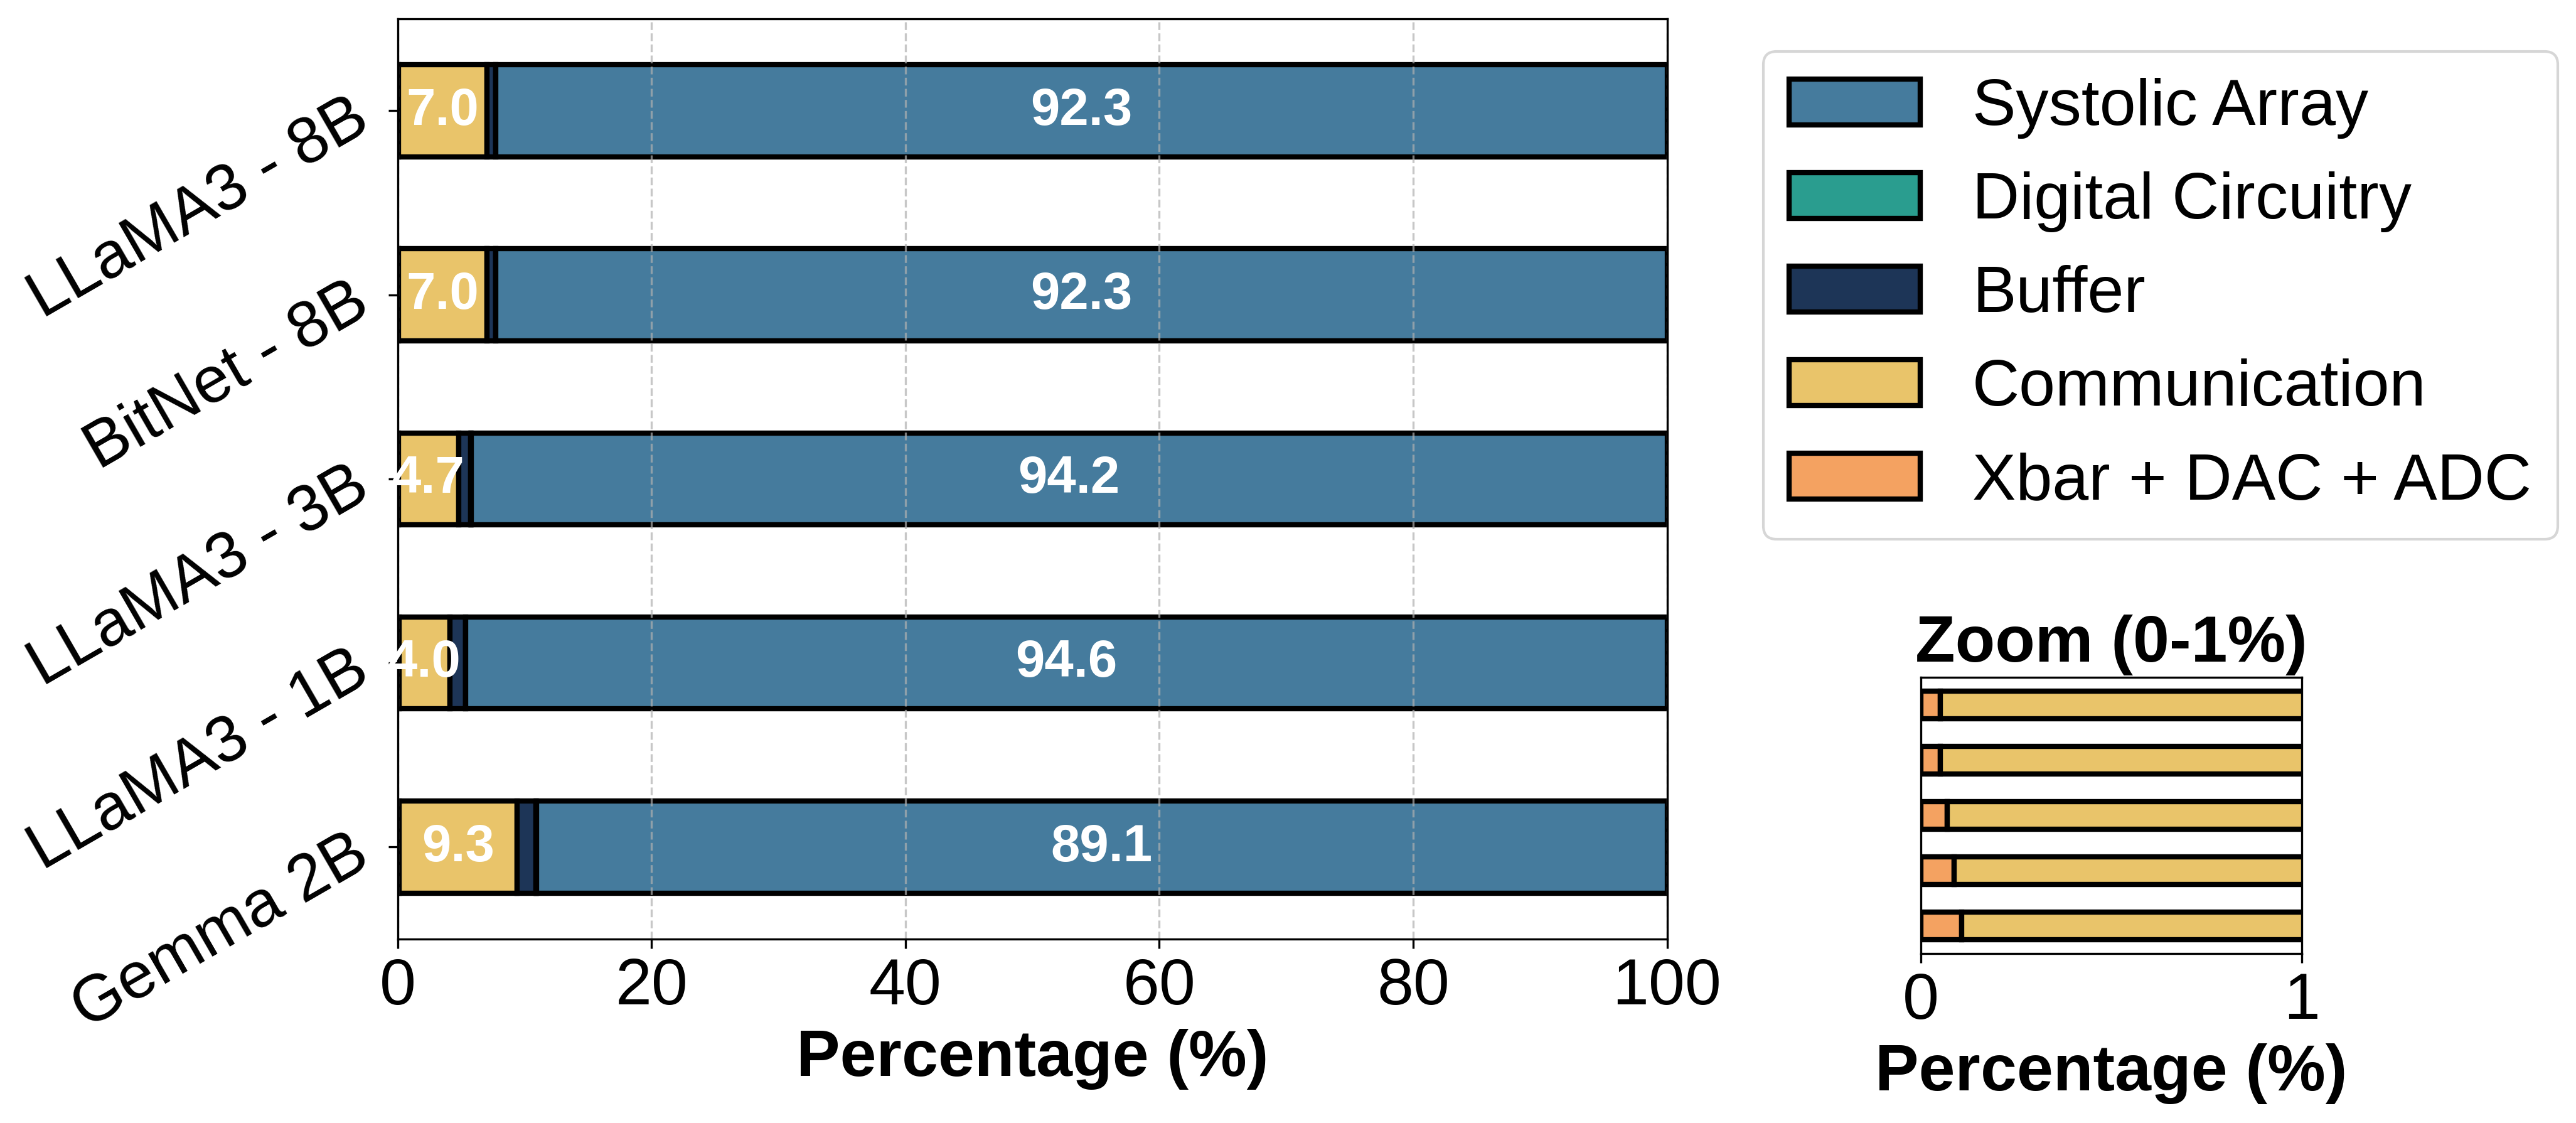 LLaMA3 - 8B
7.0
92.3
BitNet - 8B
7.0
92.3
LLaMA3 - 3B
4.7
94.2
LLaMA3 - 1B
4.0
94.6
Gemma 2B
9.3
89.1
0 20 40 60 80 100
Percentage (%)
Systolic Array
Digital Circuitry
Buffer
Communication
Xbar + DAC + ADC
Zoom (0-1%)
0 1
Percentage (%)